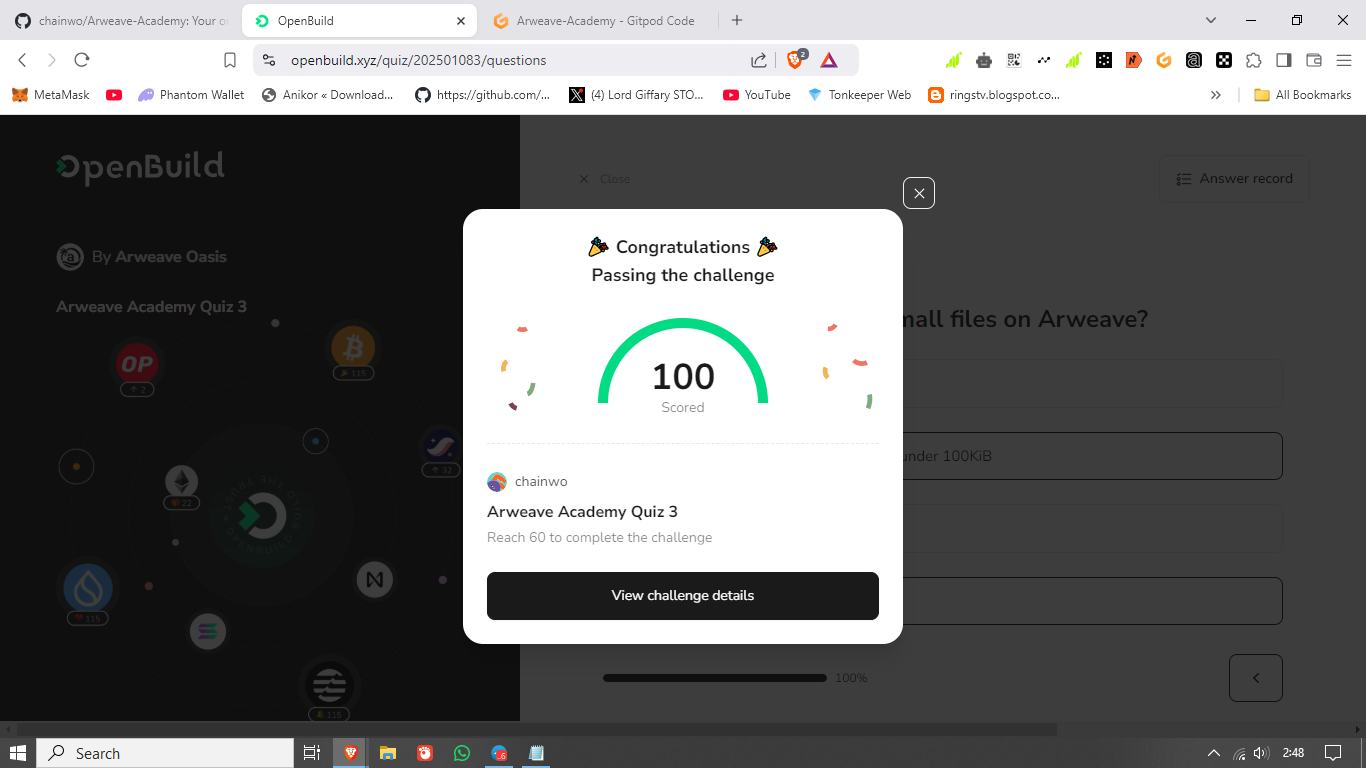 chainwo/Arweave-Academy: Your o
OpenBuild
Arweave-Academy - Gitpod Code
openbuild.xyz/quiz/202501083/questions
2
MetaMask
Phantom Wallet
Anikor « Download...
https://github.com/...
(4) Lord Giffary STO...
YouTube
Tonkeeper Web
ringstv.blogspot.co...
All Bookmarks
OpenBuild
Close
Answer record
By Arweave Oasis
Arweave Academy Quiz 3
mall files on Arweave?
under 100KiB
Congratulations
Passing the challenge
100
Scored
chainwo
Arweave Academy Quiz 3
Reach 60 to complete the challenge
View challenge details
OP
2
115
32
22
115
115
100%
Search
2:48